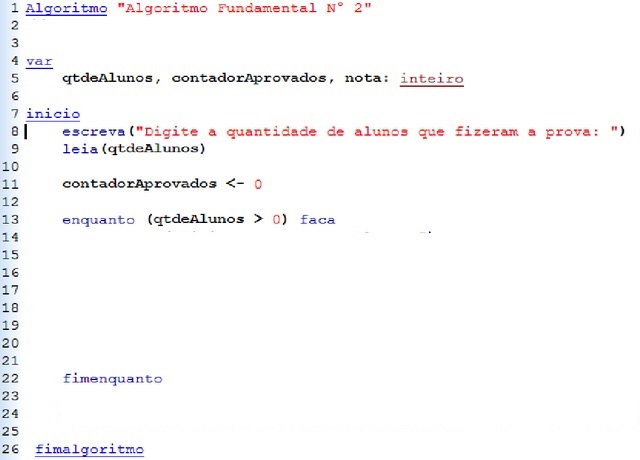 1 Algoritmo "Algoritmo Fundamental N° 2"
2
3
4 var
5 qtdeAlunos, contadorAprovados, nota: inteiro
6
7 inicio
8 escreva("Digite a quantidade de alunos que fizeram a prova: ")
9 leia(qtdeAlunos)
10
11 contadorAprovados <- 0
12
13 enquanto (qtdeAlunos > 0) faca
14
15
16
17
18
19
20
21
22 fimenquanto
23
24
25
26 fimalgoritmo